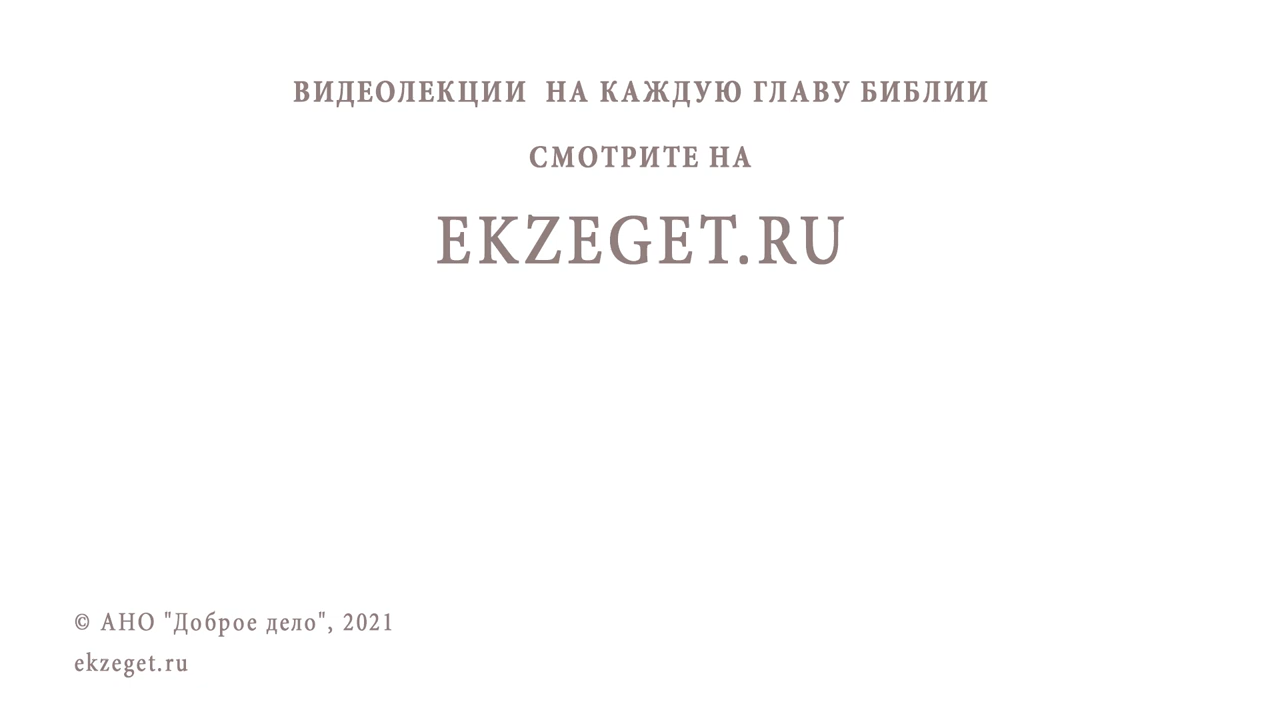 ВИДЕОЛЕКЦИИ НА КАЖДУЮ ГЛАВУ БИБЛИИ
СМОТРИТЕ НА
EKZEGET.RU
© АНО "Доброе дело", 2021
ekzeget.ru